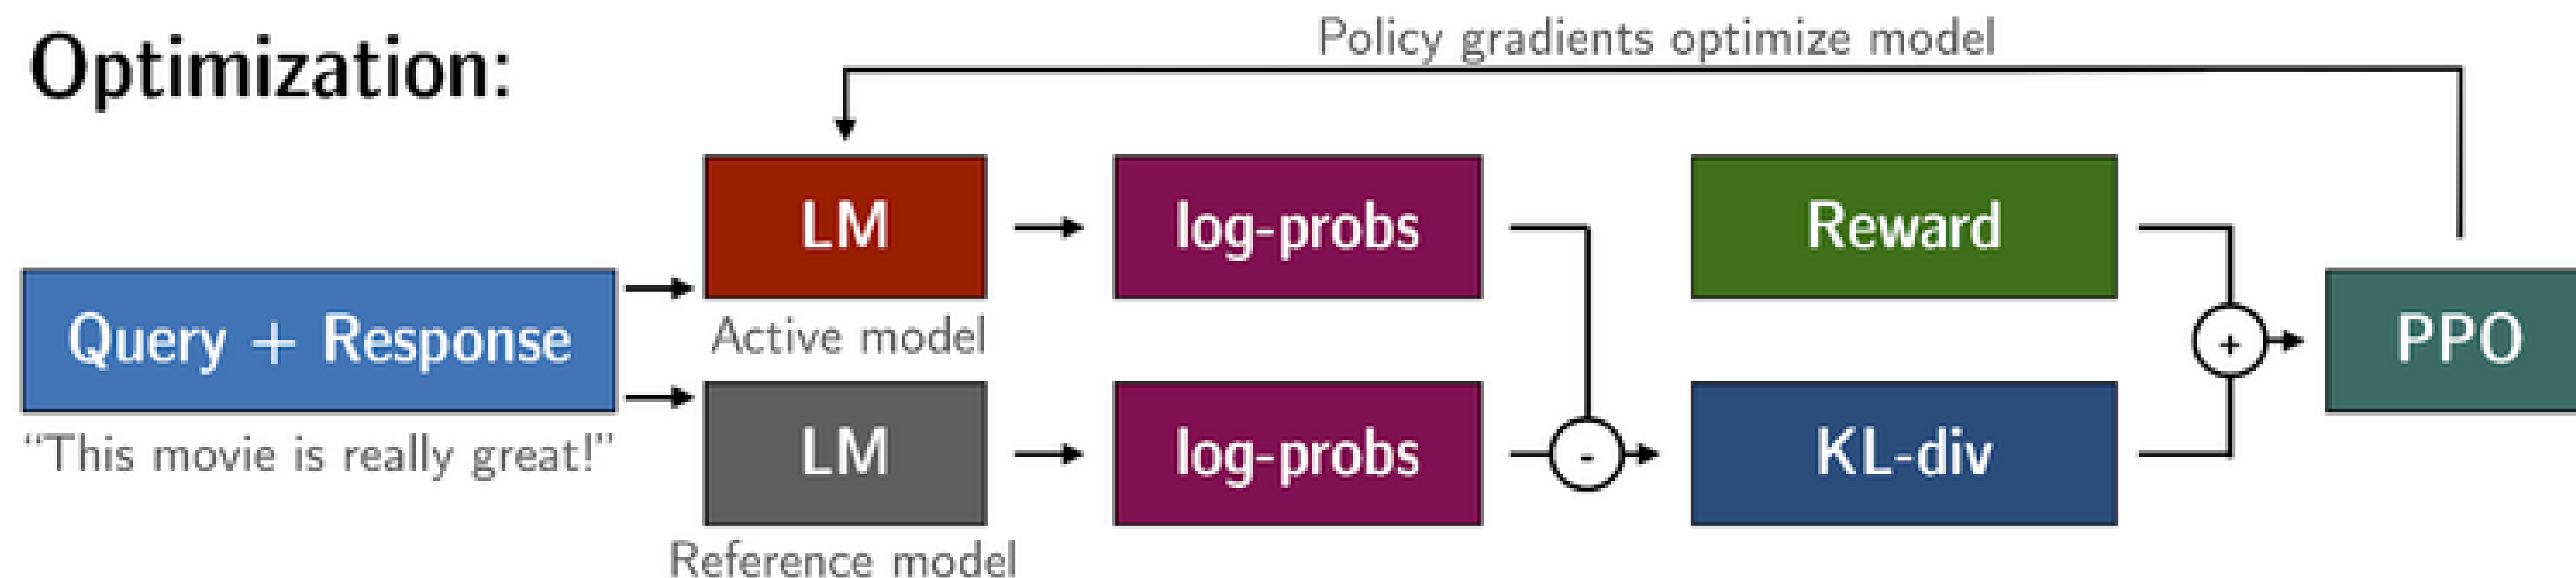 Optimization:
Policy gradients optimize model
LM
log-probs
Reward
Query + Response
Active model
+
PPO
"This movie is really great!"
LM
log-probs
-
KL-div
Reference model